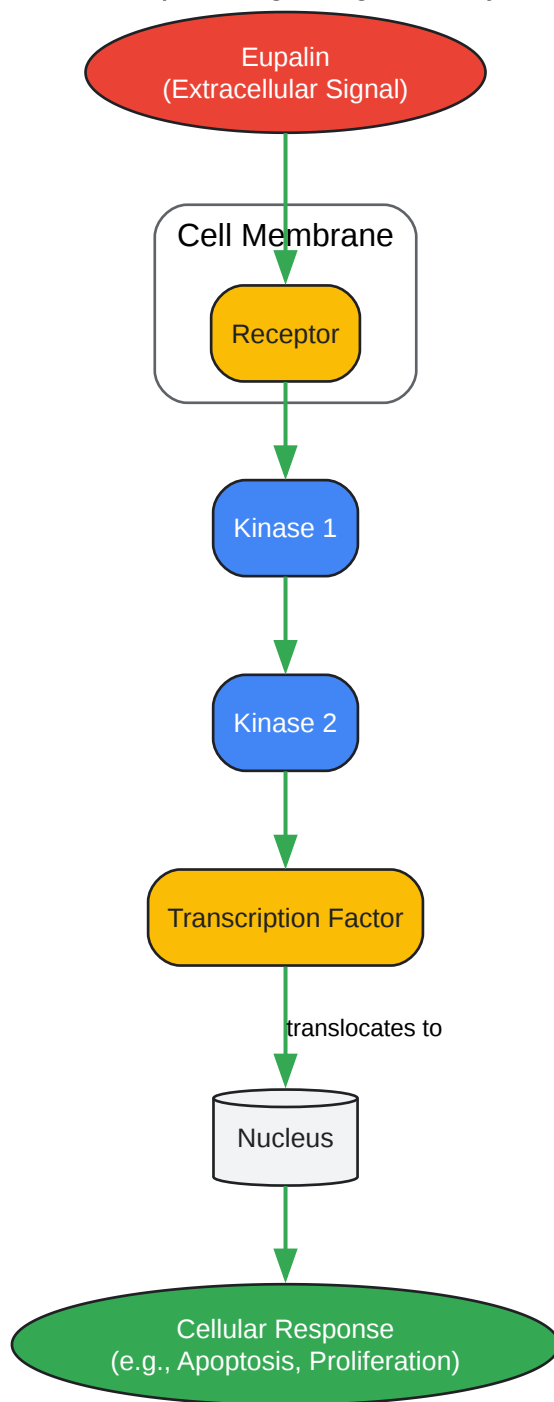 Eupalin
(Extracellular Signal)
Cell Membrane
Receptor
Kinase 1
Kinase 2
Transcription Factor
translocates to
Nucleus
Cellular Response
(e.g., Apoptosis, Proliferation)